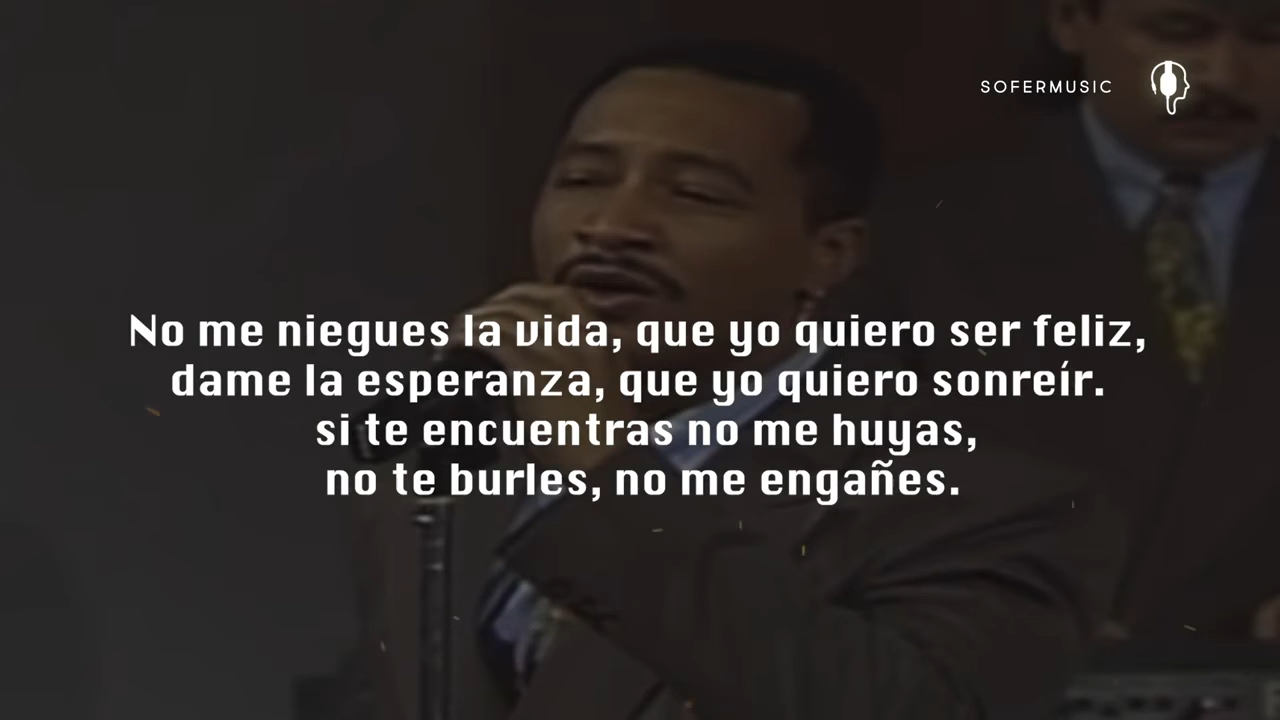 SOFERMUSIC
No me niegues la vida, que yo quiero ser feliz,
dame la esperanza, que yo quiero sonreír.
si te encuentras no me huyas,
no te burles, no me engañes.